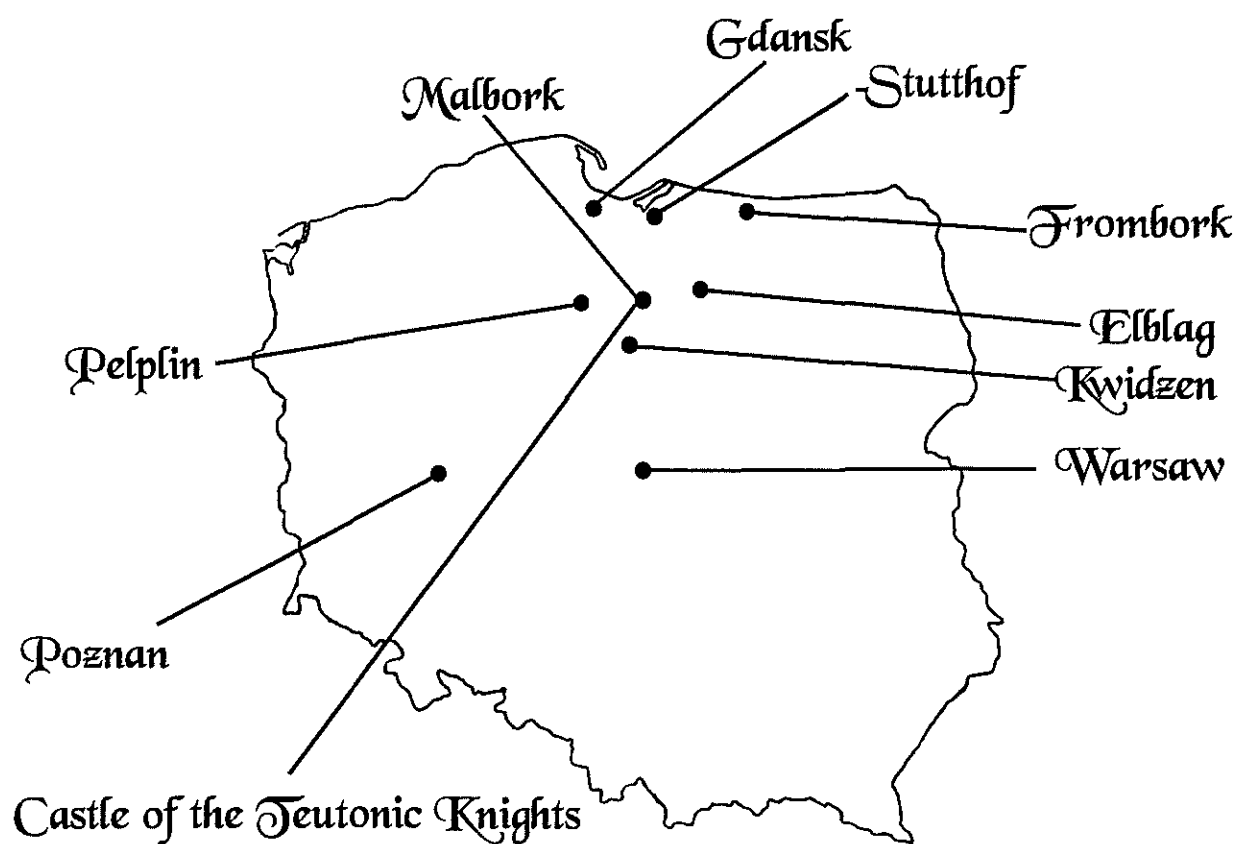 Gdansk
Stutthof
Malbork
Frombork
Elblag
Pelplin
Kwidzen
Warsaw
Poznan
Castle of the Teutonic Knights